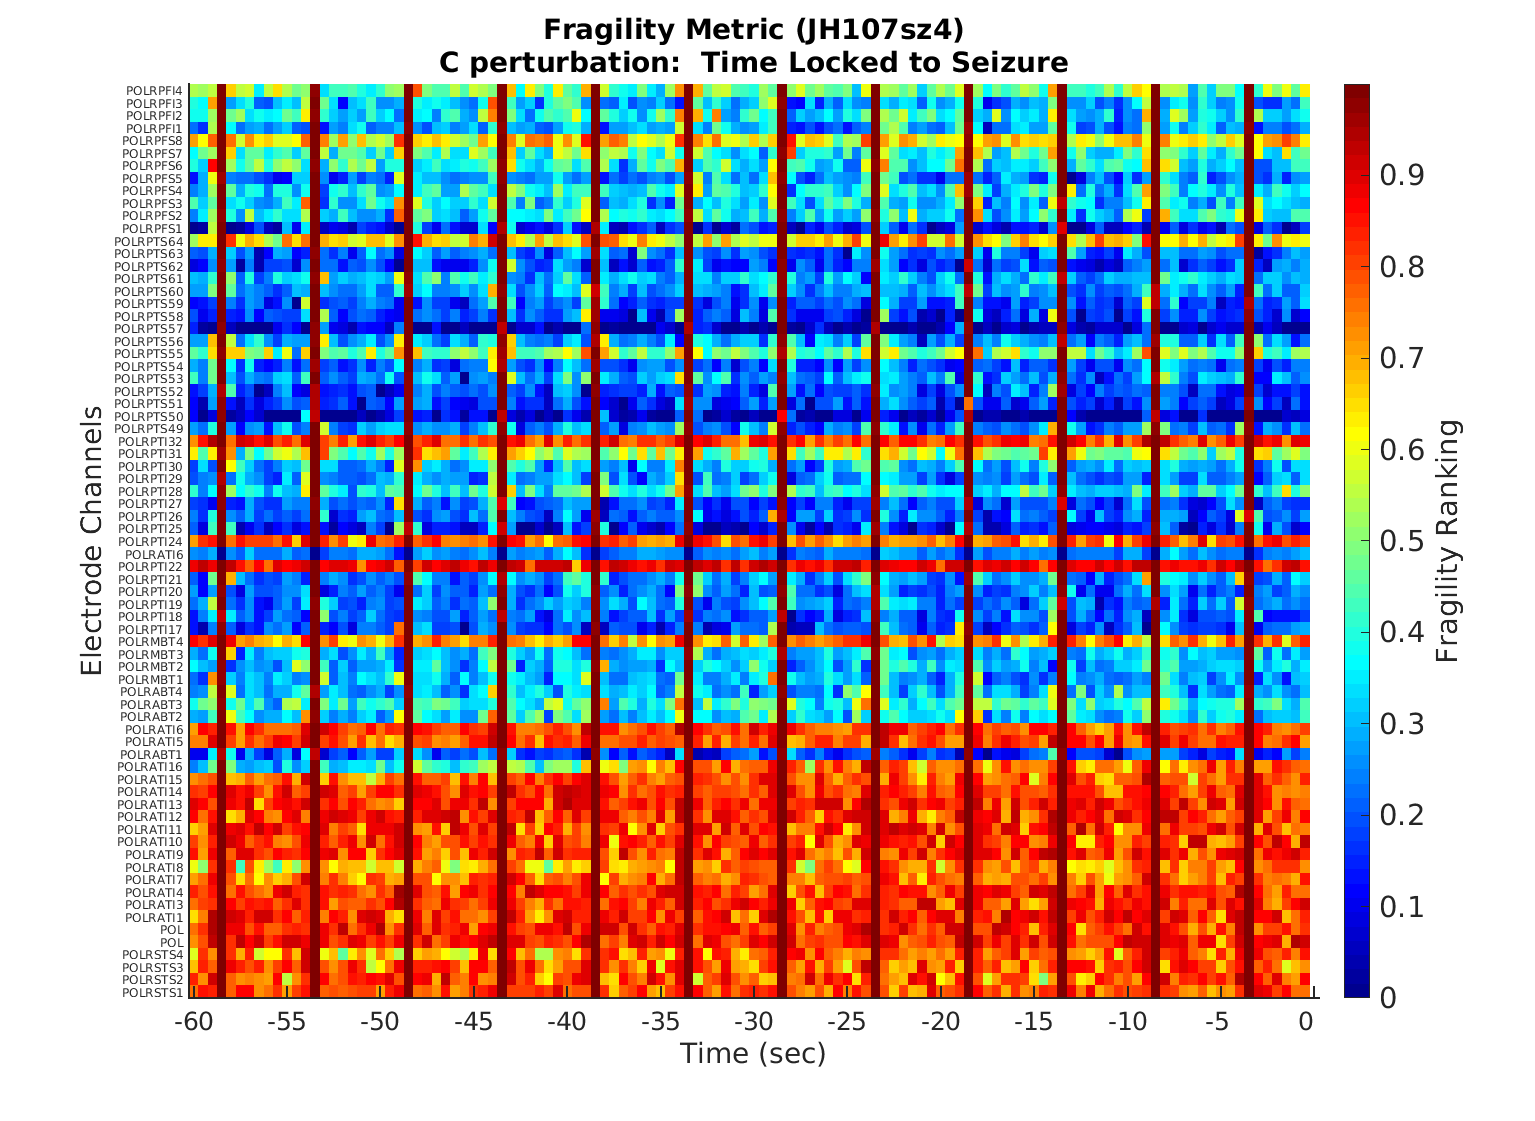 Fragility Metric (JH107sz4)
C perturbation:  Time Locked to Seizure
POLRPFI4
POLRPFI3
POLRPFI2
POLRPFI1
POLRPFS8
POLRPFS7
POLRPFS6
POLRPFS5
POLRPFS4
POLRPFS3
POLRPFS2
POLRPFS1
POLRPTS64
POLRPTS63
POLRPTS62
POLRPTS61
POLRPTS60
POLRPTS59
POLRPTS58
POLRPTS57
POLRPTS56
POLRPTS55
POLRPTS54
POLRPTS53
POLRPTS52
POLRPTS51
POLRPTS50
POLRPTS49
POLRPTI32
POLRPTI31
POLRPTI30
POLRPTI29
POLRPTI28
POLRPTI27
POLRPTI26
POLRPTI25
POLRPTI24
POLRATI6
POLRPTI22
POLRPTI21
POLRPTI20
POLRPTI19
POLRPTI18
POLRPTI17
POLRMBT4
POLRMBT3
POLRMBT2
POLRMBT1
POLRABT4
POLRABT3
POLRABT2
POLRATI6
POLRATI5
POLRABT1
POLRATI16
POLRATI15
POLRATI14
POLRATI13
POLRATI12
POLRATI11
POLRATI10
POLRATI9
POLRATI8
POLRATI7
POLRATI4
POLRATI3
POLRATI1
POL
POL
POLRSTS4
POLRSTS3
POLRSTS2
POLRSTS1
Electrode Channels
-60 -55 -50 -45 -40 -35 -30 -25 -20 -15 -10 -5 0
Time (sec)
0.9
0.8
0.7
0.6
0.5
0.4
0.3
0.2
0.1
0
Fragility Ranking